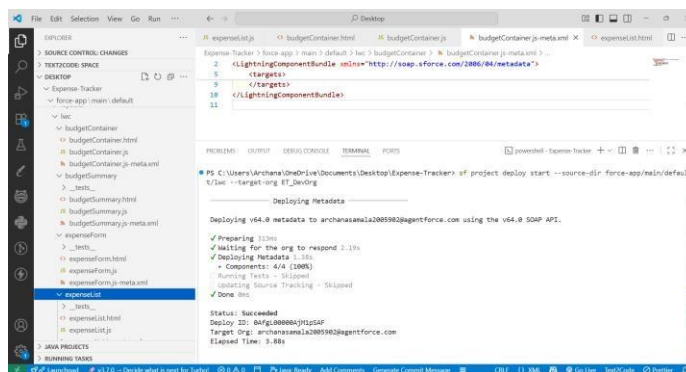 File Edit Selection View Go Run ...
Desktop
EXPLORER
SOURCE CONTROL: CHANGES
TEXT2CODE: SPACE
DESKTOP
Expense-Tracker
force-app \ main \ default
lwc
budgetContainer
budgetContainer.html
budgetContainer.js
budgetContainer.js-meta.xml
budgetSummary
__tests__
budgetSummary.html
budgetSummary.js
budgetSummary.js-meta.xml
expenseForm
__tests__
expenseForm.html
expenseForm.js
expenseForm.js-meta.xml
expenseList
__tests__
expenseList.html
expenseList.js
JAVA PROJECTS
RUNNING TASKS
expenseList.js budgetContainer.html budgetContainer.js budgetContainer.js-meta.xml expenseList.html
Expense-Tracker > force-app > main > default > lwc > budgetContainer > budgetContainer.js-meta.xml > ...
2 <LightningComponentBundle xmlns="http://soap.sforce.com/2006/04/metadata">
5 <targets>
9 </targets>
10 </LightningComponentBundle>
11
PROBLEMS OUTPUT DEBUG CONSOLE TERMINAL PORTS
powershell - Expense-Tracker
PS C:\Users\Archana\OneDrive\Documents\Desktop\Expense-Tracker> sf project deploy start --source-dir force-app/main/defaul
t/lwc --target-org ET_DevOrg
Deploying Metadata
Deploying v64.0 metadata to archanasamala2005902@agentforce.com using the v64.0 SOAP API.
✓ Preparing 313ms
✓ Waiting for the org to respond 2.19s
✓ Deploying Metadata 1.38s
▸ Components: 4/4 (100%)
Running Tests - Skipped
Updating Source Tracking - Skipped
✓ Done 0ms
Status: Succeeded
Target Org: archanasamala2005902@agentforce.com
Elapsed Time: 3.88s
Launchpad Java: Ready Add Comments Generate Commit Message CRLF XML Go Live Text2Code Postier